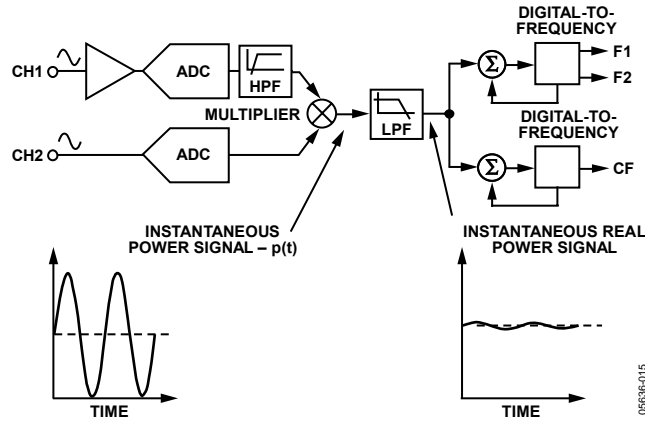 DIGITAL-TO-
FREQUENCY
F1
F2
CH1
ADC
HPF
MULTIPLIER
LPF
Σ
CH2
ADC
DIGITAL-TO-
FREQUENCY
Σ
CF
INSTANTANEOUS
POWER SIGNAL – p(t)
INSTANTANEOUS REAL
POWER SIGNAL
TIME
TIME
05636-015